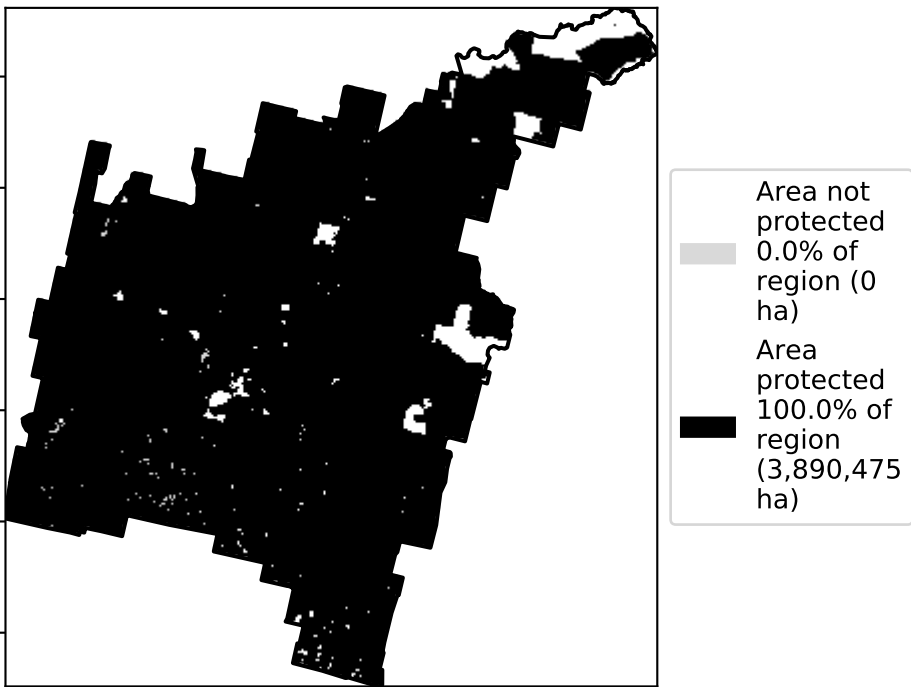 Area not
protected
0.0% of
region (0
ha)
Area
protected
100.0% of
region
(3,890,475
ha)